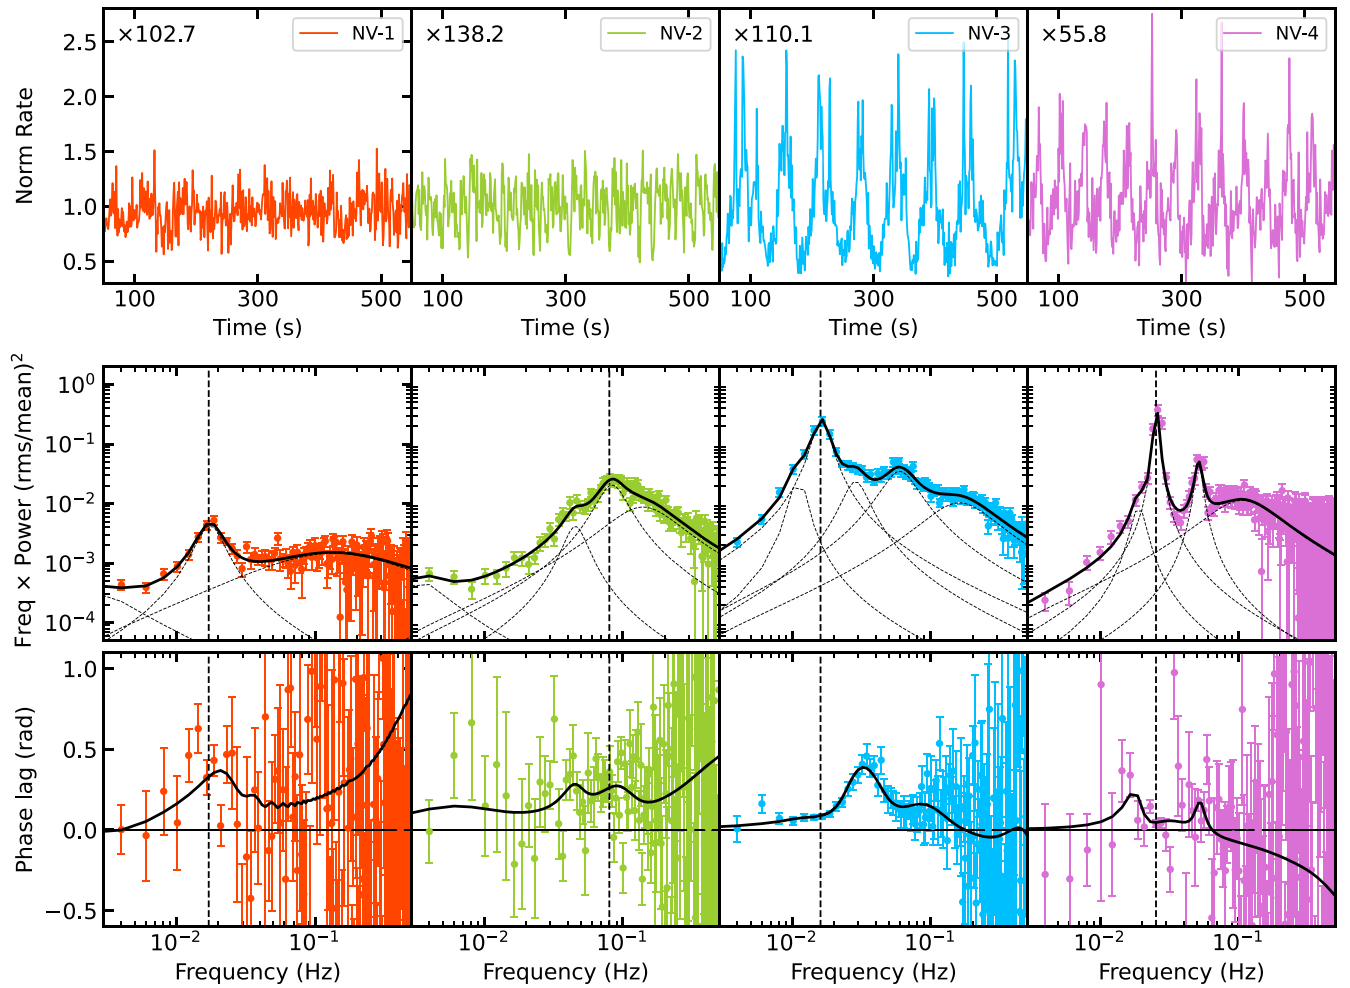 ×102.7 NV-1 ×138.2 NV-2 ×110.1 NV-3 ×55.8 NV-4
Norm Rate
2.5
2.0
1.5
1.0
0.5
100 300 500 100 300 500 100 300 500 100 300 500
Time (s) Time (s) Time (s) Time (s)
Freq × Power (rms/mean)²
10⁰
10⁻¹
10⁻²
10⁻³
10⁻⁴
Phase lag (rad)
1.0
0.5
0.0
−0.5
10⁻² 10⁻¹ 10⁻² 10⁻¹ 10⁻² 10⁻¹ 10⁻² 10⁻¹
Frequency (Hz) Frequency (Hz) Frequency (Hz) Frequency (Hz)